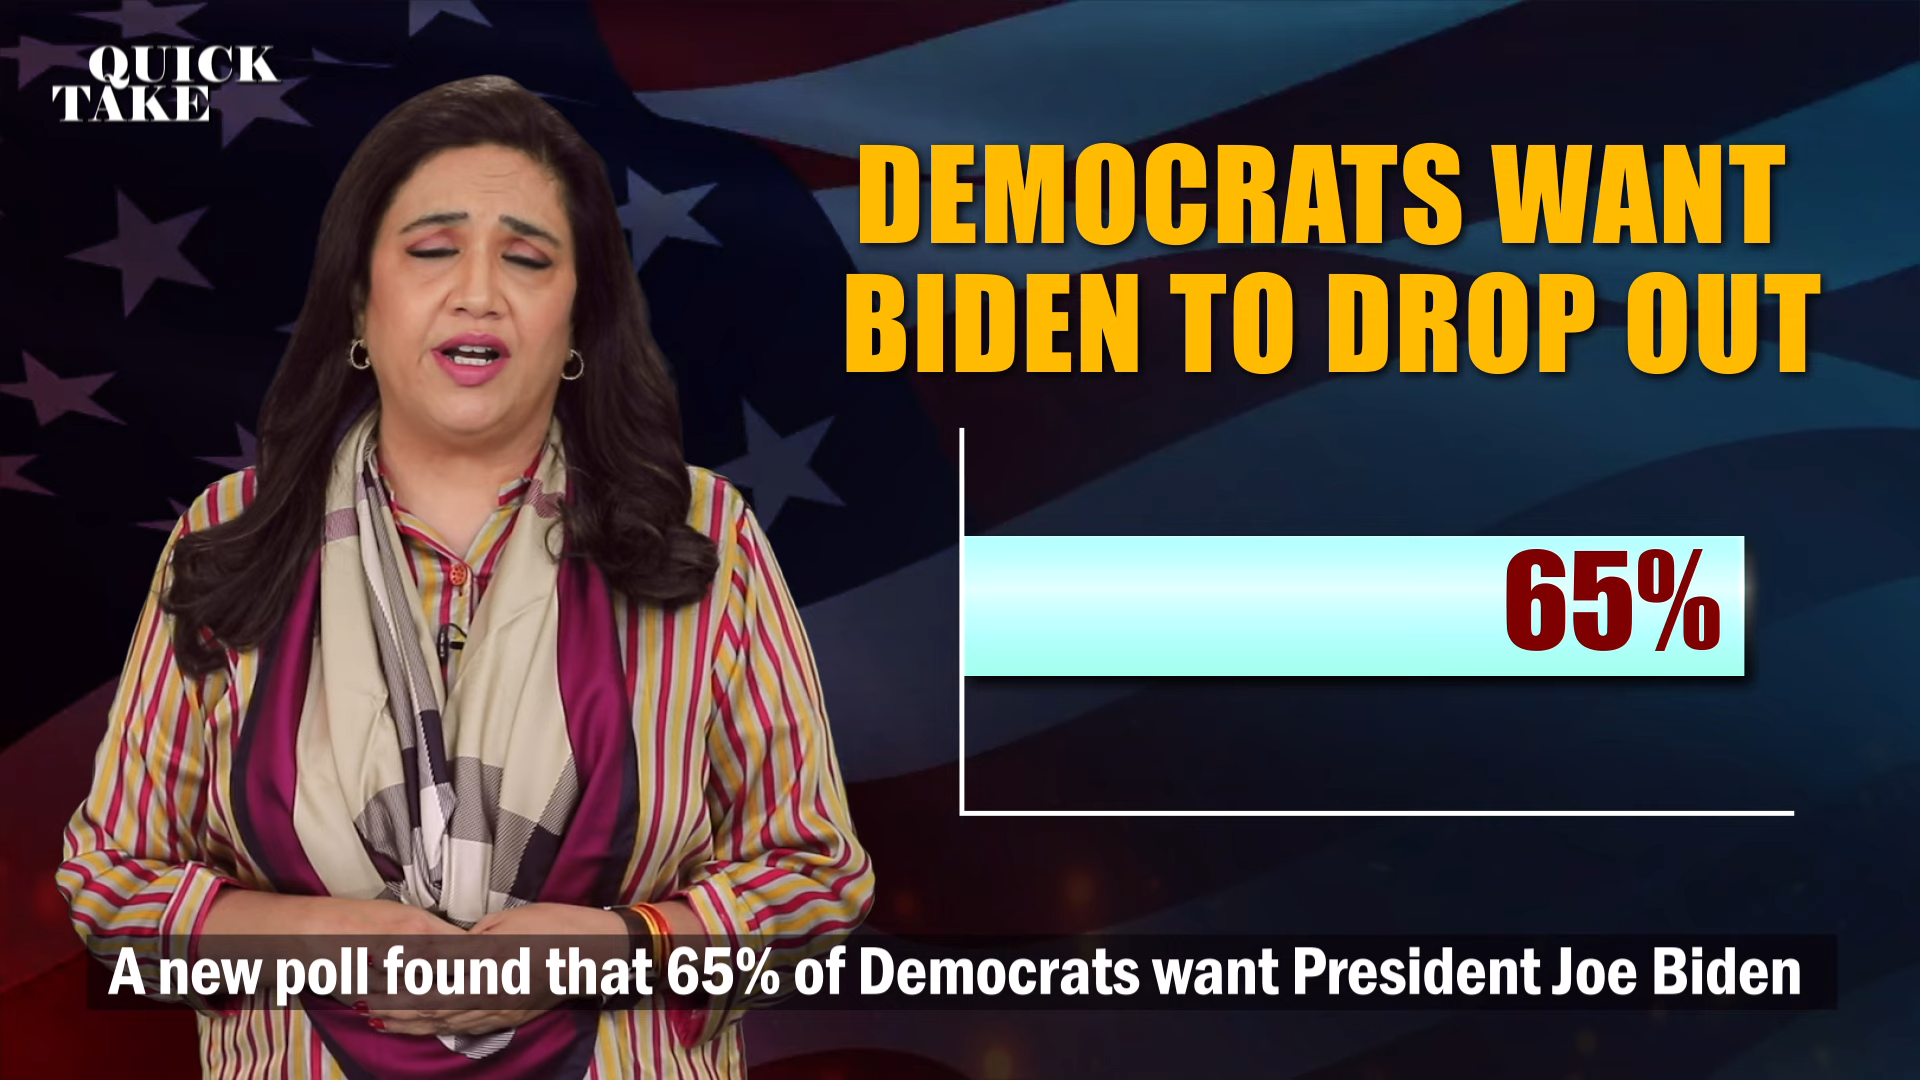 QUICK
TAKE
DEMOCRATS WANT
BIDEN TO DROP OUT
65%
A new poll found that 65% of Democrats want President Joe Biden